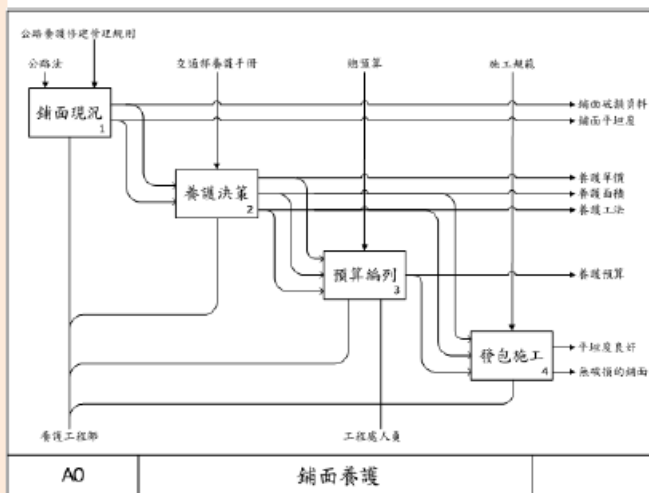 公路養護修建管理規則
公路法
交通部養護手冊
總預算
施工規範
鋪面現況
1
鋪面破損資料
鋪面平坦度
養護決策
2
養護單價
養護面積
養護工法
預算編列
3
養護預算
發包施工
4
平坦度良好
無破損的鋪面
養護工程部
工程處人員
A0
鋪面養護